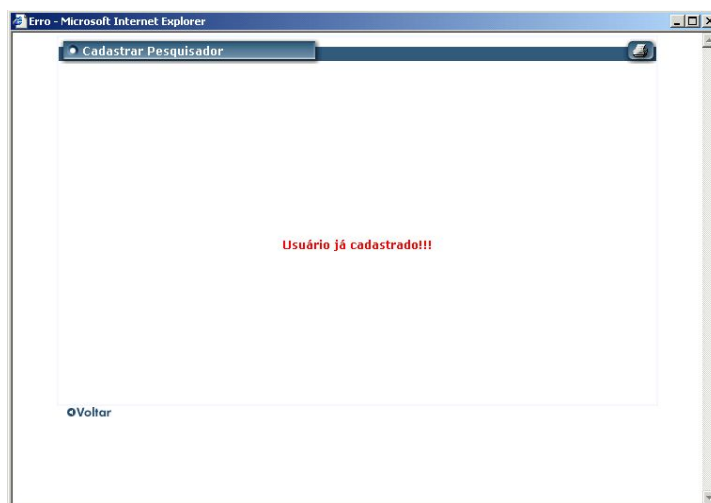 Erro - Microsoft Internet Explorer
Cadastrar Pesquisador
Usuário já cadastrado!!!
Voltar